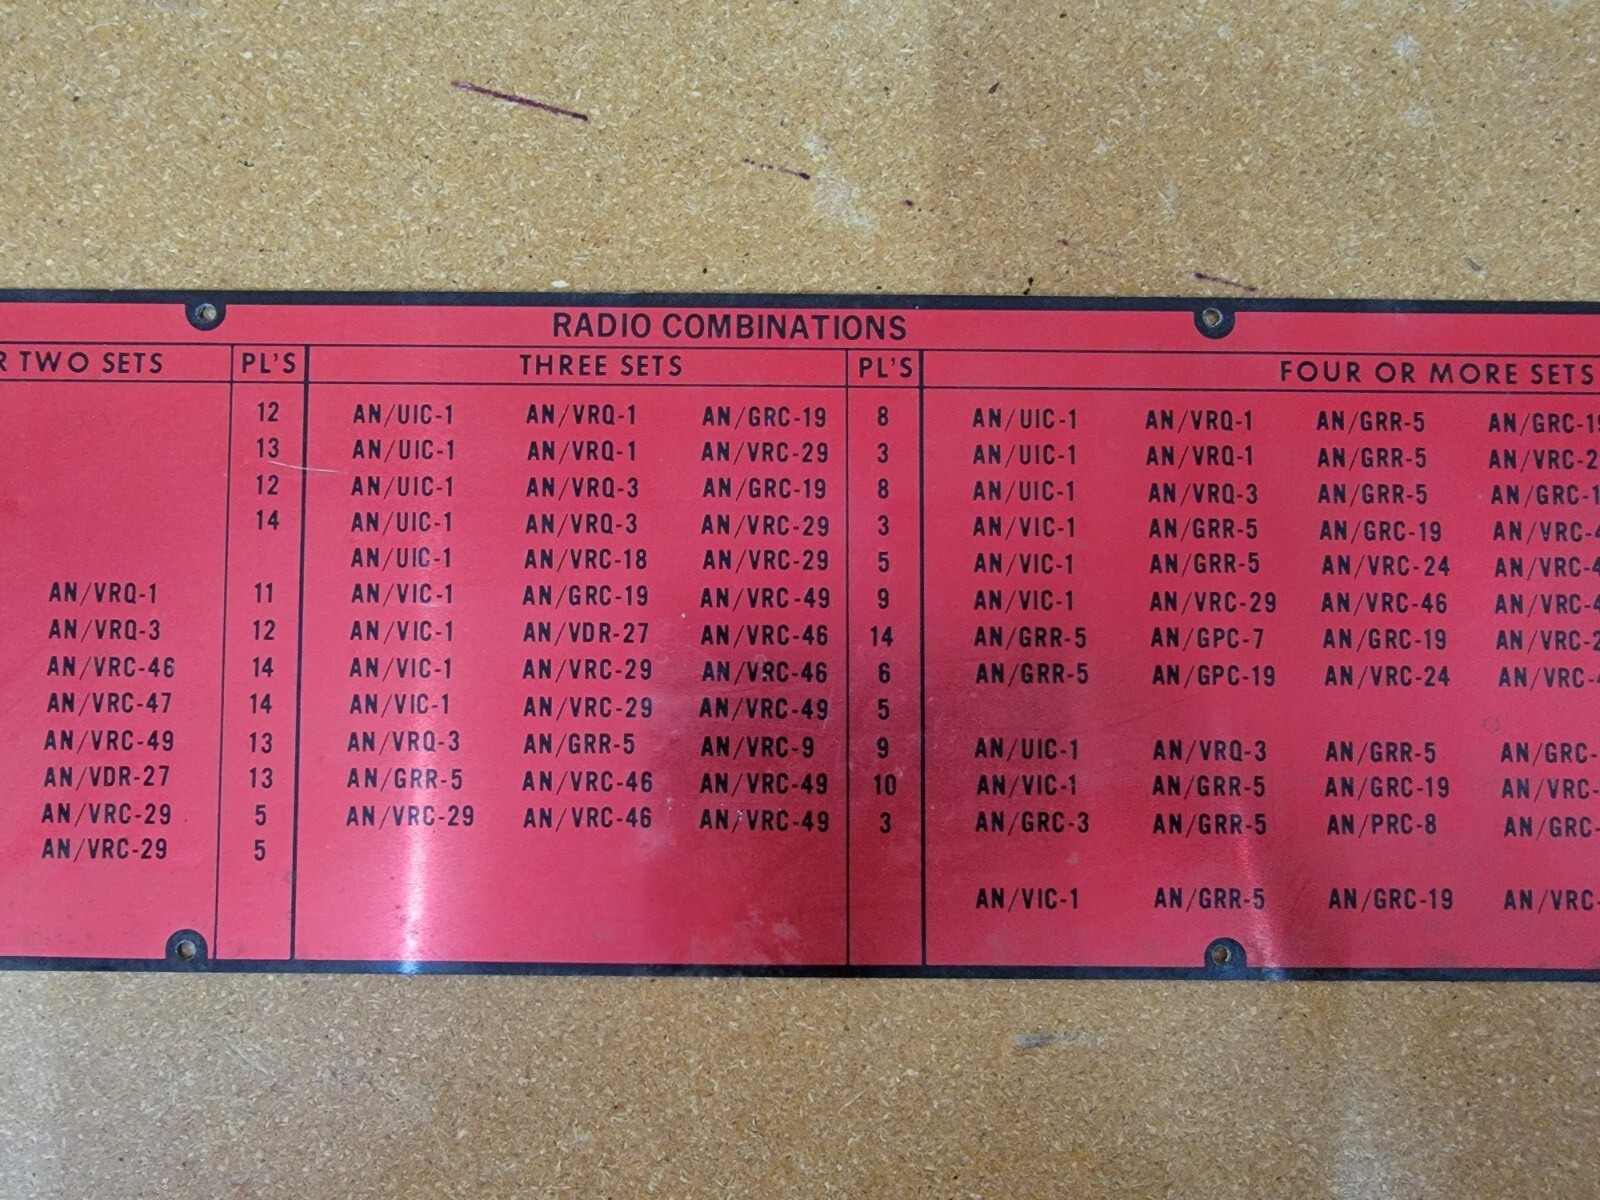 RADIO COMBINATIONS
TWO SETS PL'S THREE SETS PL'S FOUR OR MORE SETS
12 AN/UIC-1 AN/VRQ-1 AN/GRC-19 8 AN/UIC-1 AN/VRQ-1 AN/GRR-5 AN/GRC-19
13 AN/UIC-1 AN/VRQ-1 AN/VRC-29 3 AN/UIC-1 AN/VRQ-1 AN/GRR-5
12 AN/UIC-1 AN/VRQ-3 AN/GRC-19 8 AN/UIC-1 AN/VRQ-3 AN/GRR-5
14 AN/UIC-1 AN/VRQ-3 AN/VRC-29 3 AN/VIC-1 AN/GRR-5 AN/GRC-19
AN/UIC-1 AN/VRC-18 AN/VRC-29 5 AN/VIC-1 AN/GRR-5 AN/VRC-24
AN/VRQ-1 11 AN/VIC-1 AN/GRC-19 AN/VRC-49 9 AN/VIC-1 AN/VRC-29 AN/VRC-46
AN/VRQ-3 12 AN/VIC-1 AN/VDR-27 AN/VRC-46 14 AN/GRR-5 AN/GPC-7 AN/GRC-19
AN/VRC-46 14 AN/VIC-1 AN/VRC-29 AN/VRC-46 6 AN/GRR-5 AN/GPC-19 AN/VRC-24
AN/VRC-47 14 AN/VIC-1 AN/VRC-29 AN/VRC-49 5
AN/VRC-49 13 AN/VRQ-3 AN/GRR-5 AN/VRC-9 9 AN/UIC-1 AN/VRQ-3 AN/GRR-5
AN/VDR-27 13 AN/GRR-5 AN/VRC-46 AN/VRC-49 10 AN/VIC-1 AN/GRR-5 AN/GRC-19
AN/VRC-29 5 AN/VRC-29 AN/VRC-46 AN/VRC-49 3 AN/GRC-3 AN/GRR-5 AN/PRC-8
AN/VRC-29 5
AN/VIC-1 AN/GRR-5 AN/GRC-19